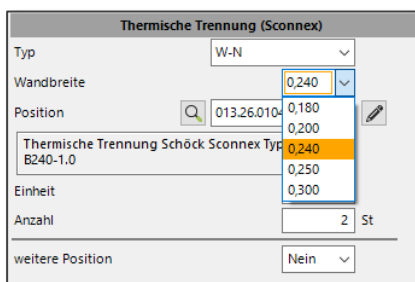 Thermische Trennung (Sconnex)
Typ W-N
Wandbreite 0,240
0,180
0,200
0,240
0,250
0,300
Position 013.26.0104
Thermische Trennung Schöck Sconnex Typ
B240-1.0
Einheit
Anzahl 2 St
weitere Position Nein